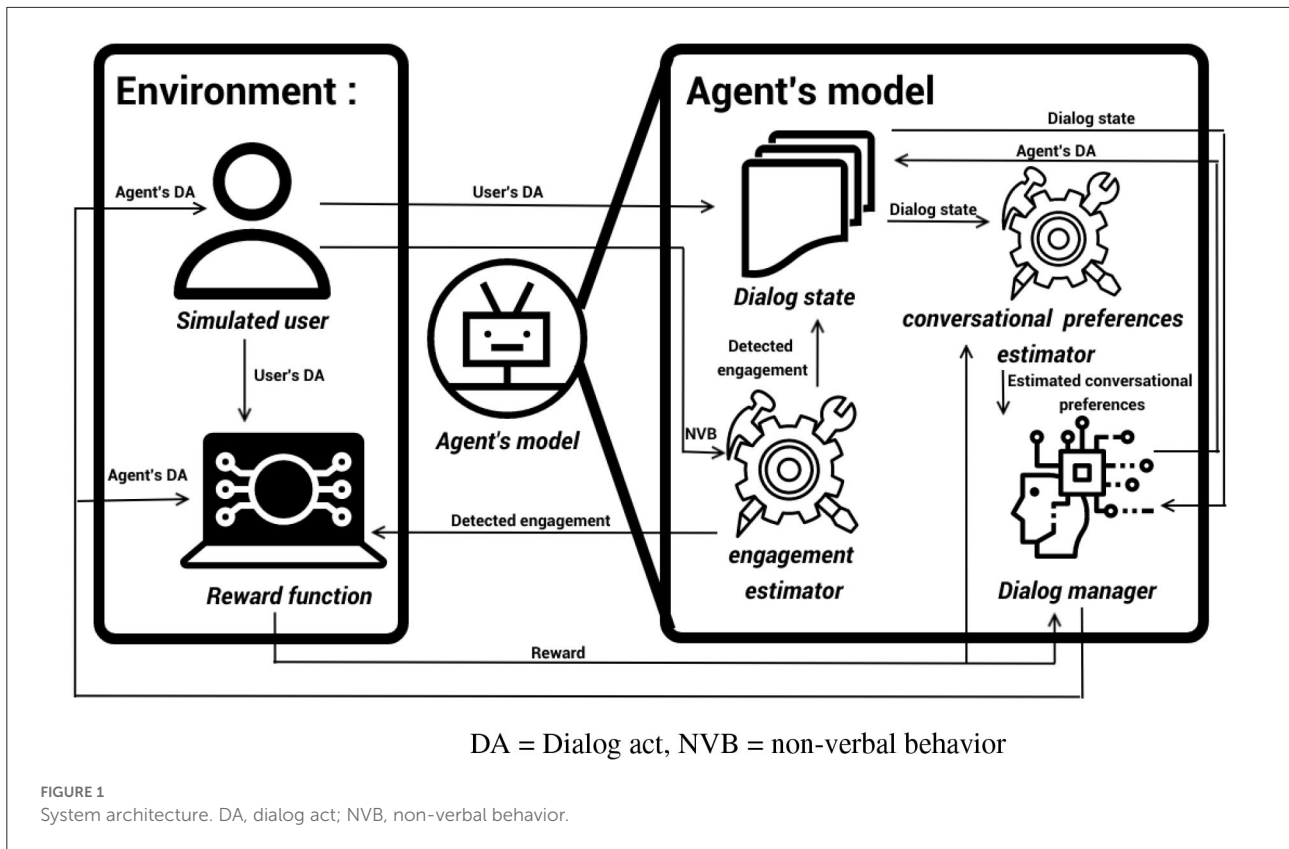 Environment :
Agent's model
Dialog state
Agent's DA
Agent's DA
User's DA
Dialog state
Simulated user
Dialog state
conversational preferences
estimator
User's DA
Detected
engagement
Estimated conversational
preferences
Agent's model
NVB
Agent's DA
Detected engagement
engagement
estimator
Reward function
Dialog manager
Reward
DA = Dialog act, NVB = non-verbal behavior
FIGURE 1
System architecture. DA, dialog act; NVB, non-verbal behavior.